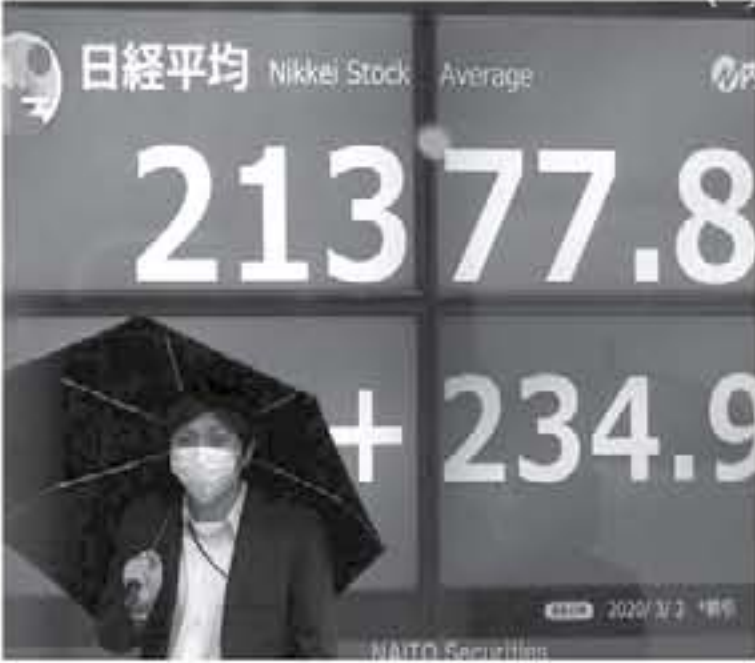 日経平均 Nikkei Stock Average
21377.8
+234.9
2020/3/2
NAITO Securities